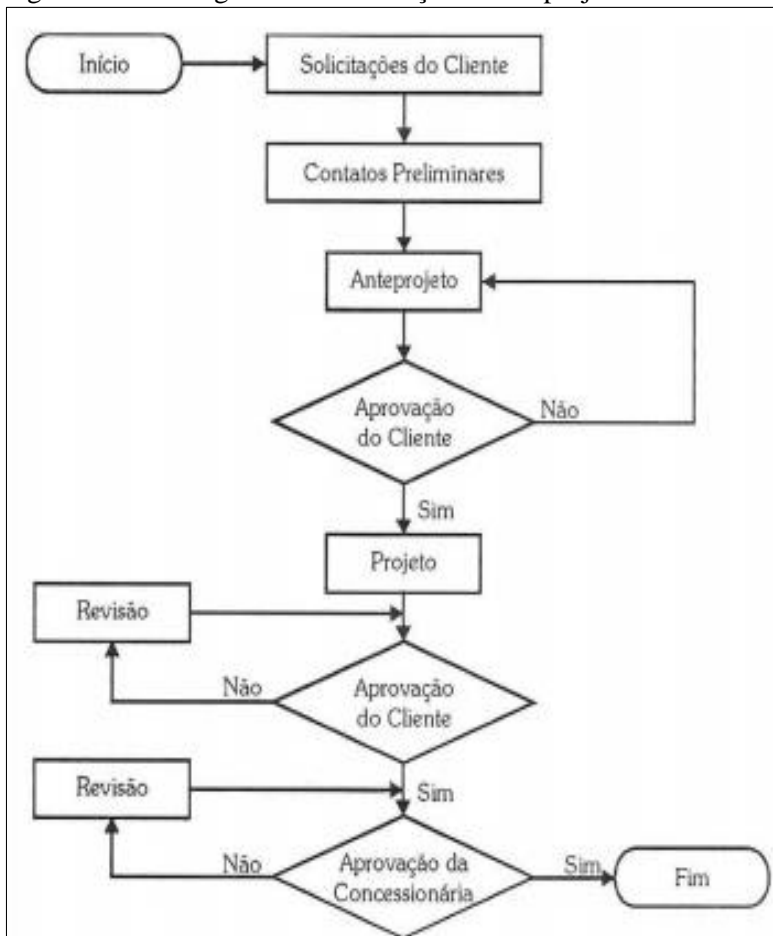 Início
Solicitações do Cliente
Contatos Preliminares
Anteprojeto
Aprovação
do Cliente
Não
Sim
Projeto
Revisão
Não
Aprovação
do Cliente
Revisão
Sim
Não
Aprovação da
Concessionária
Sim
Fim